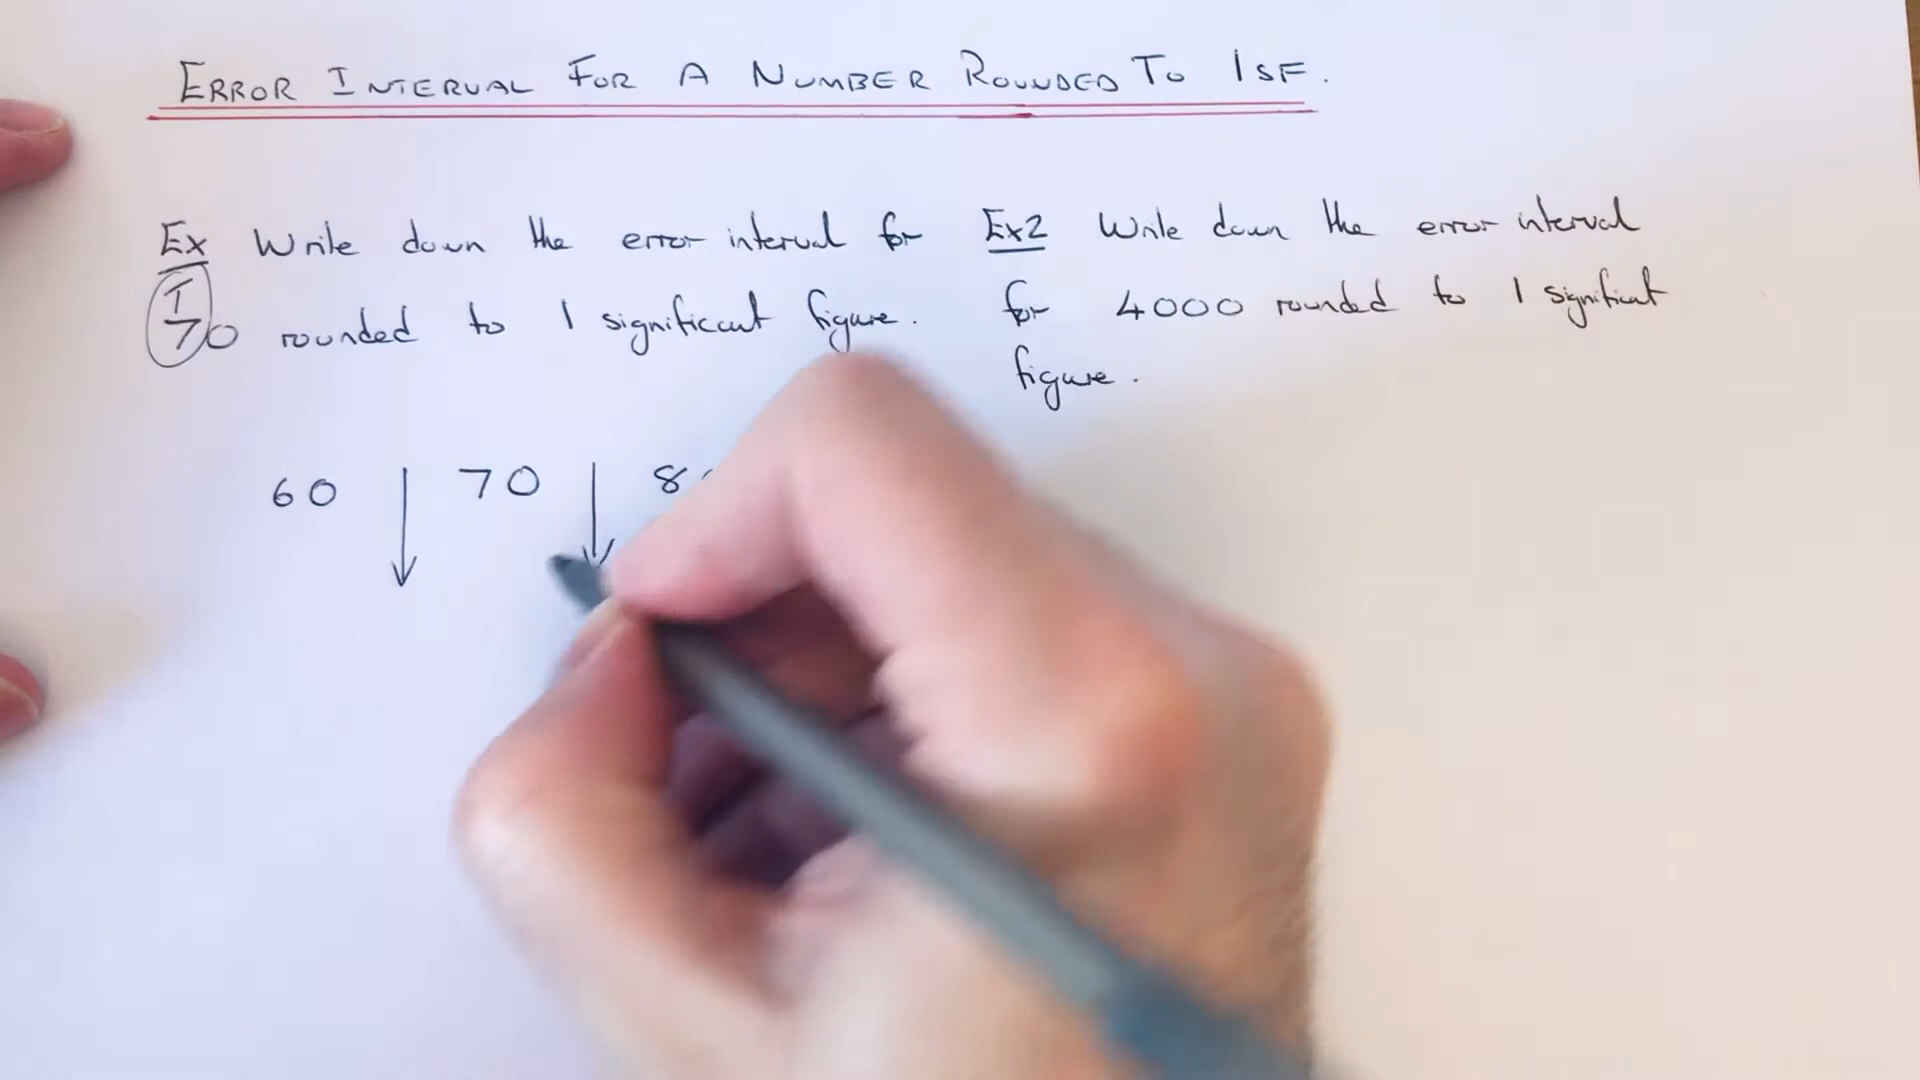 ERROR INTERVAL FOR A NUMBER ROUNDED TO 1SF.
Ex Write down the error interval for
T
70 rounded to 1 significant figure.
Ex2 Write down the error interval
for 4000 rounded to 1 significant
figure.
60 70 8